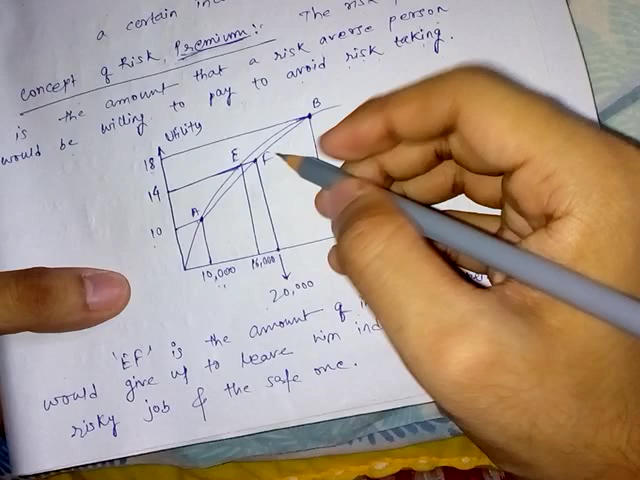 a certain in
Concept of Risk Premium:- The risk
is the amount that a risk averse person
would be willing to pay to avoid risk taking.
Utility
B
18
E F
14
A
10
10,000 16,000
20,000
'EF' is the amount of in
would give up to leave him ind
risky job & the safe one.